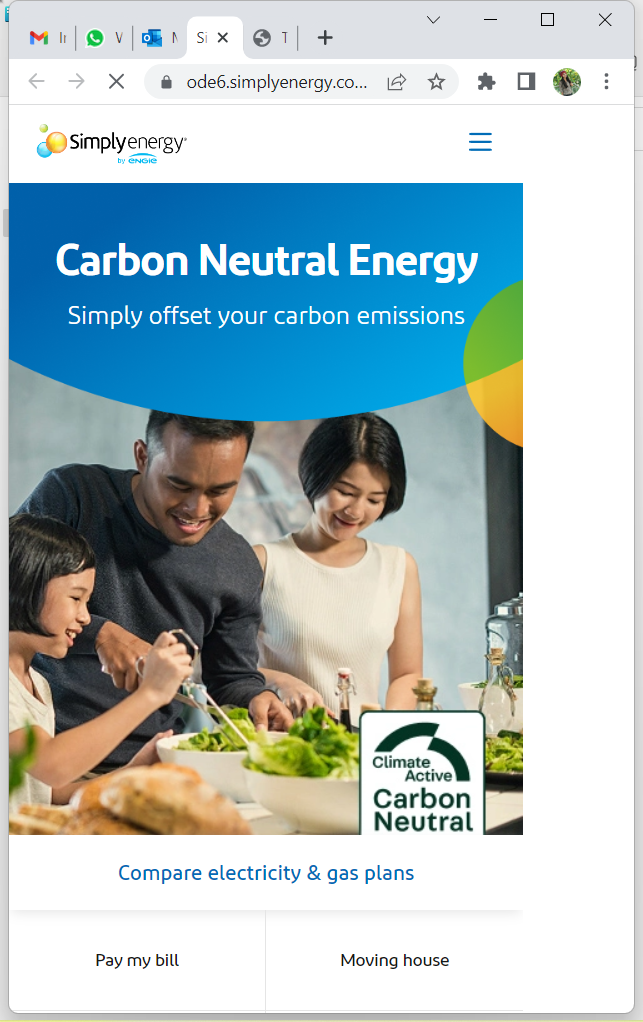 Si
ode6.simplyenergy.co...
Simplyenergy
by ENGIE
Carbon Neutral Energy
Simply offset your carbon emissions
Climate
Active
Carbon
Neutral
Compare electricity & gas plans
Pay my bill
Moving house